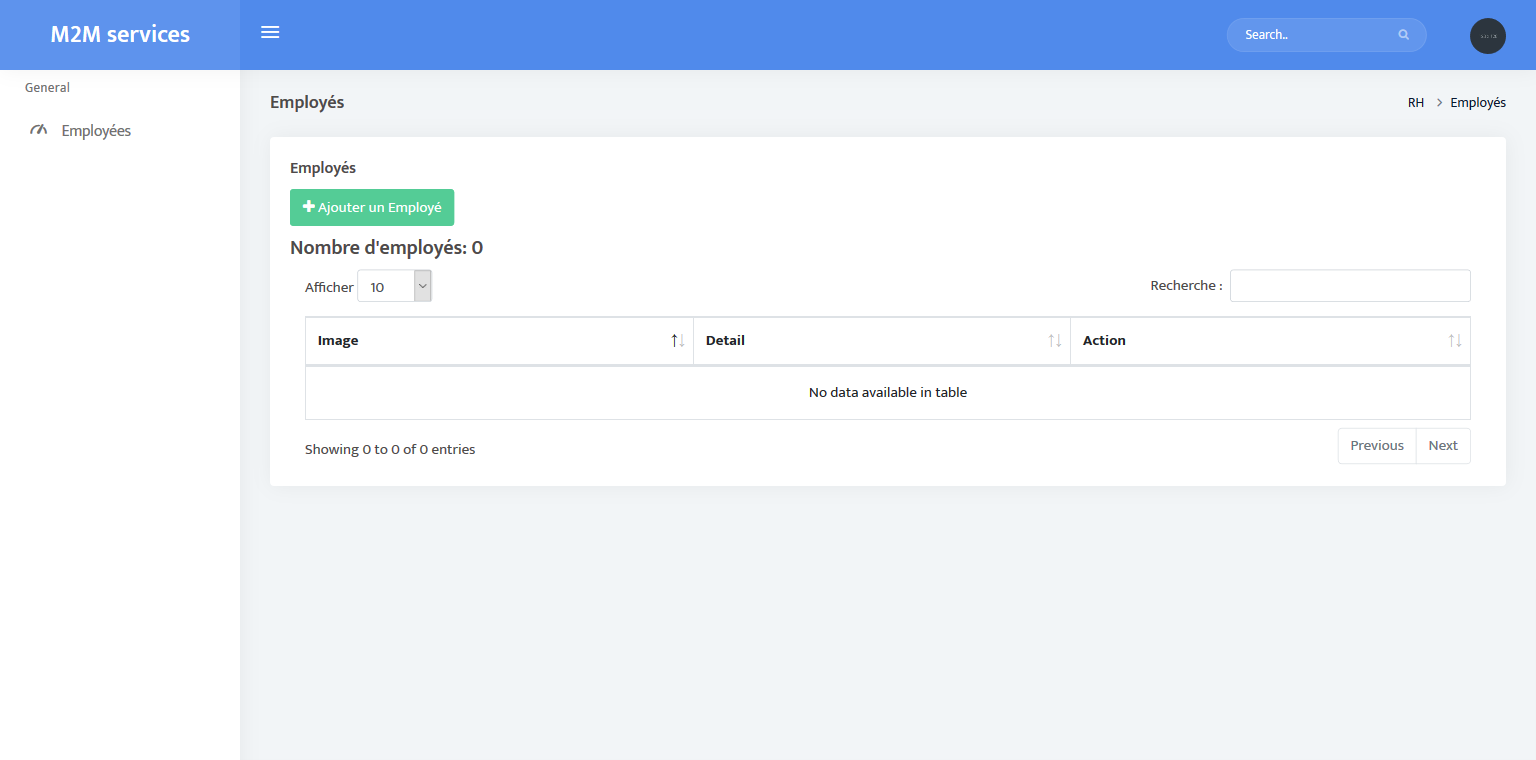 M2M services
Search..
General
Employées
Employés
RH > Employés
Employés
Ajouter un Employé
Nombre d'employés: 0
Afficher 10
Recherche :
Image Detail Action
No data available in table
Showing 0 to 0 of 0 entries
Previous Next